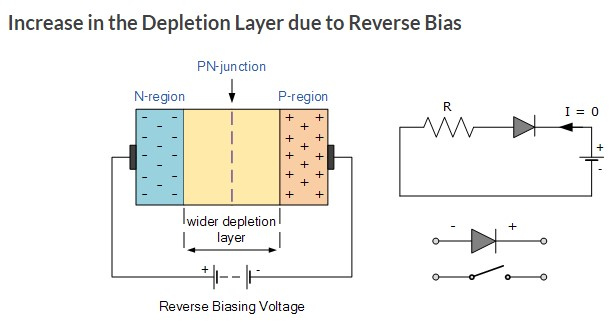 Increase in the Depletion Layer due to Reverse Bias
PN-junction
N-region
P-region
wider depletion
layer
+ -
Reverse Biasing Voltage
R
I = 0
+
-
- +